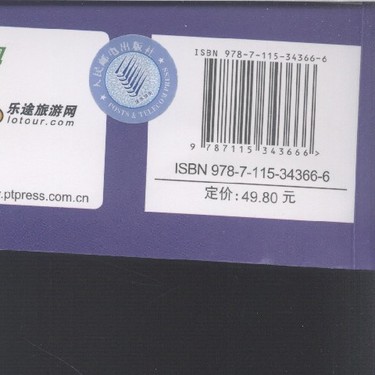 乐途旅游网
lotour.com
.ptpress.com.cn
人民邮电出版社
POSTS & TELECOM PRESS
ISBN 978-7-115-34366-6
9 787115 343666 >
ISBN 978-7-115-34366-6
定价: 49.80 元